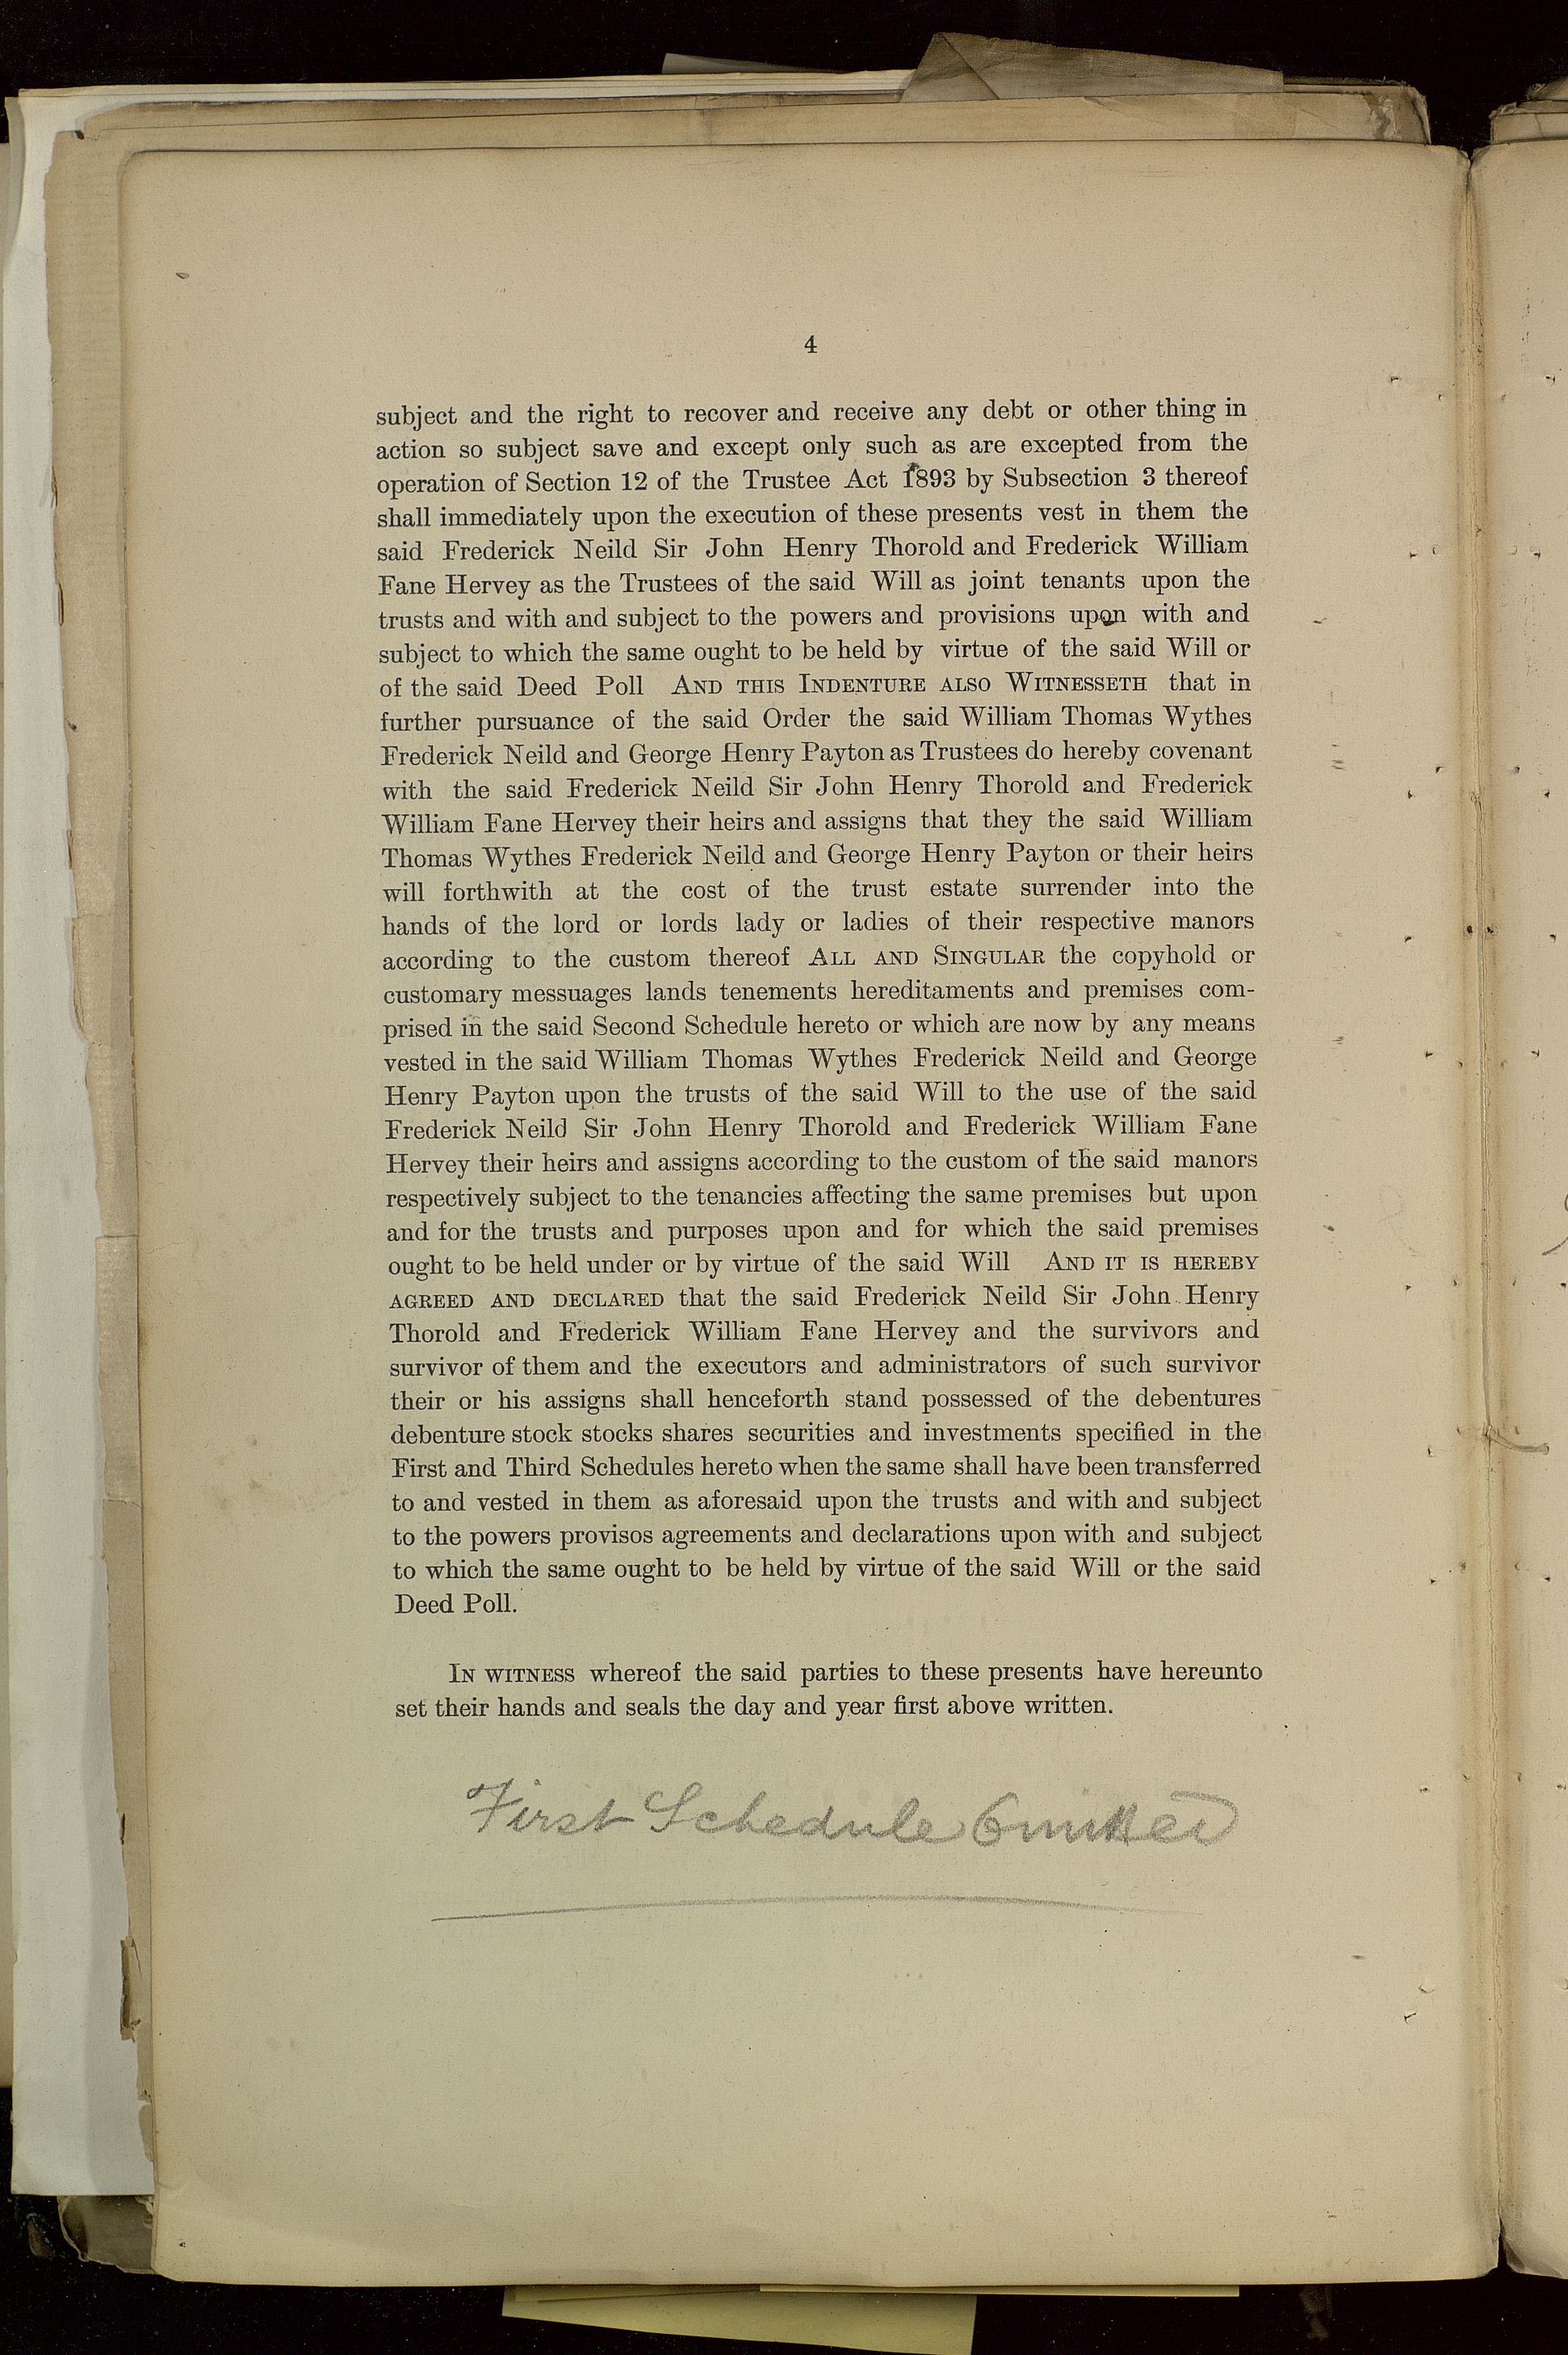 4
subject and the right to recover and receive any debt or other thing in
action so subject save and except only such as are excepted from the
operation of Section 12 of the Trustee Act 1893 by Subsection 3 thereof
shall immediately upon the execution of these presents vest in them the
said Frederick Neild Sir John Henry Thorold and Frederick William
Fane Hervey as the Trustees of the said Will as joint tenants upon the
trusts and with and subject to the powers and provisions upon with and
subject to which the same ought to be held by virtue of the said Will or
of the said Deed Poll AND THIS INDENTURE ALSO WITNESSETH that in
further pursuance of the said Order the said William Thomas Wythes
Frederick Neild and George Henry Payton as Trustees do hereby covenant
with the said Frederick Neild Sir John Henry Thorold and Frederick
William Fane Hervey their heirs and assigns that they the said William
Thomas Wythes Frederick Neild and George Henry Payton or their heirs
will forthwith at the cost of the trust estate surrender into the
hands of the lord or lords lady or ladies of their respective manors
according to the custom thereof ALL AND SINGULAR the copyhold or
customary messuages lands tenements hereditaments and premises com-
prised in the said Second Schedule hereto or which are now by any means
vested in the said William Thomas Wythes Frederick Neild and George
Henry Payton upon the trusts of the said Will to the use of the said
Frederick Neild Sir John Henry Thorold and Frederick William Fane
Hervey their heirs and assigns according to the custom of the said manors
respectively subject to the tenancies affecting the same premises but upon
and for the trusts and purposes upon and for which the said premises
ought to be held under or by virtue of the said Will AND IT IS HEREBY
AGREED AND DECLARED that the said Frederick Neild Sir John Henry
Thorold and Frederick William Fane Hervey and the survivors and
survivor of them and the executors and administrators of such survivor
their or his assigns shall henceforth stand possessed of the debentures
debenture stock stocks shares securities and investments specified in the
First and Third Schedules hereto when the same shall have been transferred
to and vested in them as aforesaid upon the trusts and with and subject
to the powers provisos agreements and declarations upon with and subject
to which the same ought to be held by virtue of the said Will or the said
Deed Poll.
IN WITNESS whereof the said parties to these presents have hereunto
set their hands and seals the day and year first above written.
First Schedule Omitted